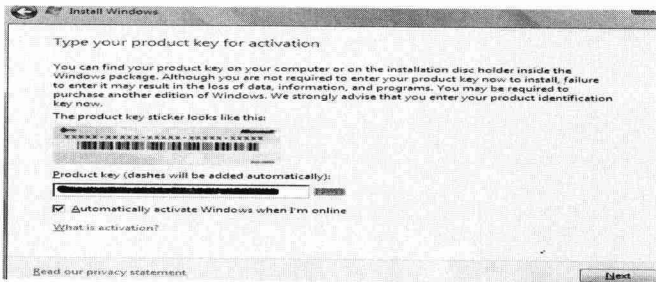 Install Windows
Type your product key for activation
You can find your product key on your computer or on the installation disc holder inside the
Windows package. Although you are not required to enter your product key now to install, failure
to enter it may result in the loss of data, information, and programs. You may be required to
purchase another edition of Windows. We strongly advise that you enter your product identification
key now.
The product key sticker looks like this:
Product key (dashes will be added automatically):
Automatically activate Windows when I'm online
What is activation?
Read our privacy statement
Next